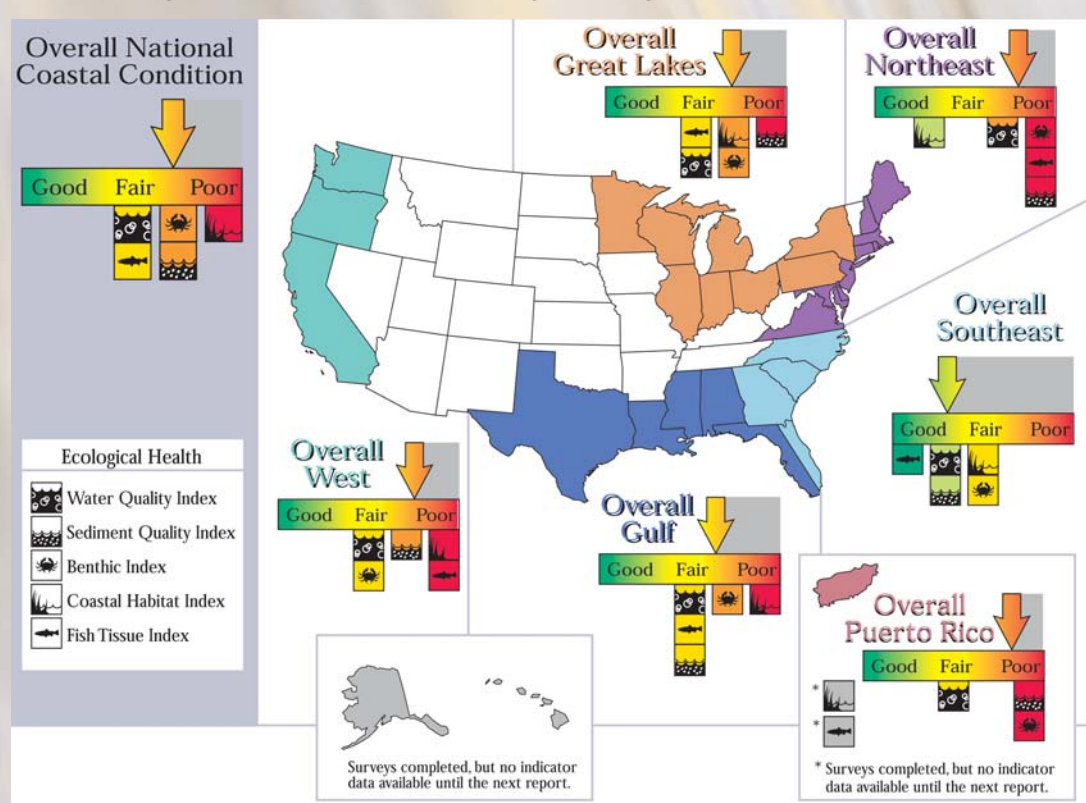 Overall National
Coastal Condition
Good Fair Poor
Overall
Great Lakes
Good Fair Poor
Overall
Northeast
Good Fair Poor
Overall
Southeast
Good Fair Poor
Overall
West
Good Fair Poor
Overall
Gulf
Good Fair Poor
Overall
Puerto Rico
Good Fair Poor
*
*
* Surveys completed, but no indicator
data available until the next report.
Surveys completed, but no indicator
data available until the next report.
Ecological Health
Water Quality Index
Sediment Quality Index
Benthic Index
Coastal Habitat Index
Fish Tissue Index